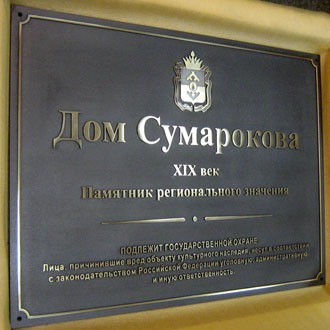 Дом Сумарокова
XIX век
Памятник регионального значения
ПОДЛЕЖИТ ГОСУДАРСТВЕННОЙ ОХРАНЕ
Лица, причинившие вред объекту культурного наследия, несут в соответствии
с законодательством Российской Федерации уголовную, административную
и иную ответственность.